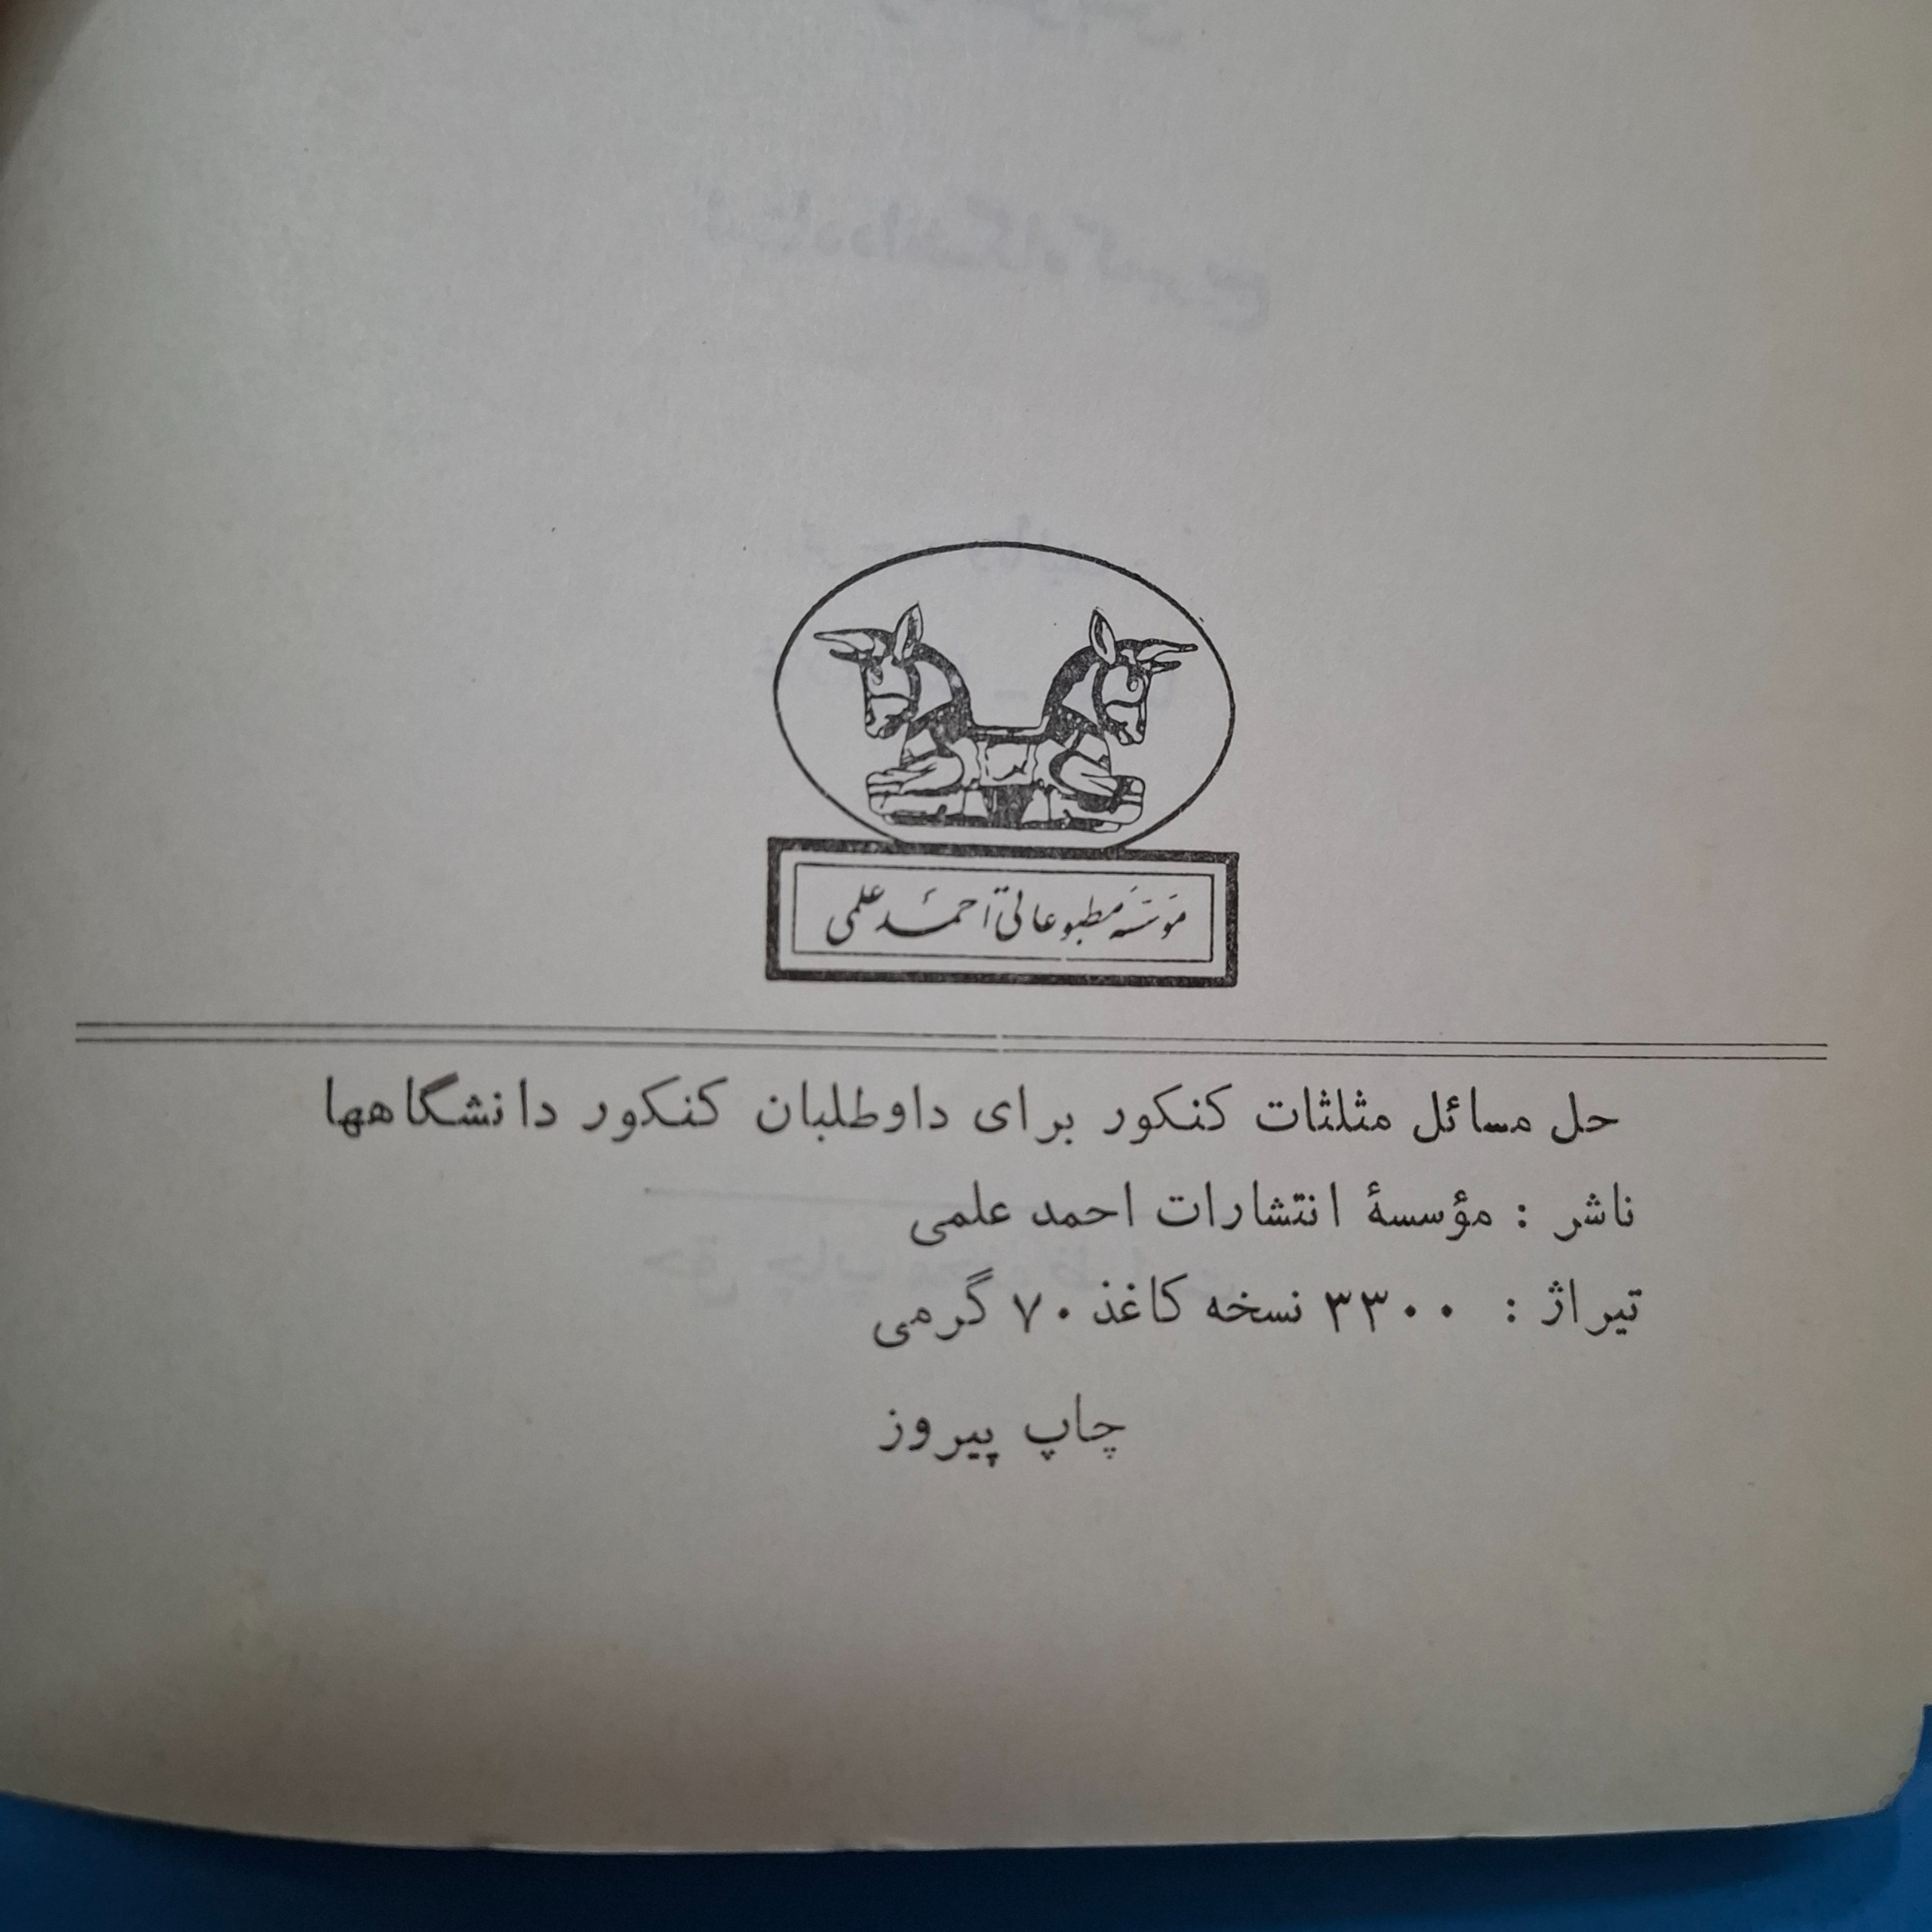 مؤسسه مطبوعاتی احمد علمی
حل مسائل مثلثات کنکور برای داوطلبان کنکور دانشگاهها
ناشر : مؤسسهٔ انتشارات احمد علمی
تیراژ : ۳۳۰۰ نسخه کاغذ ۷۰ گرمی
چاپ پیروز